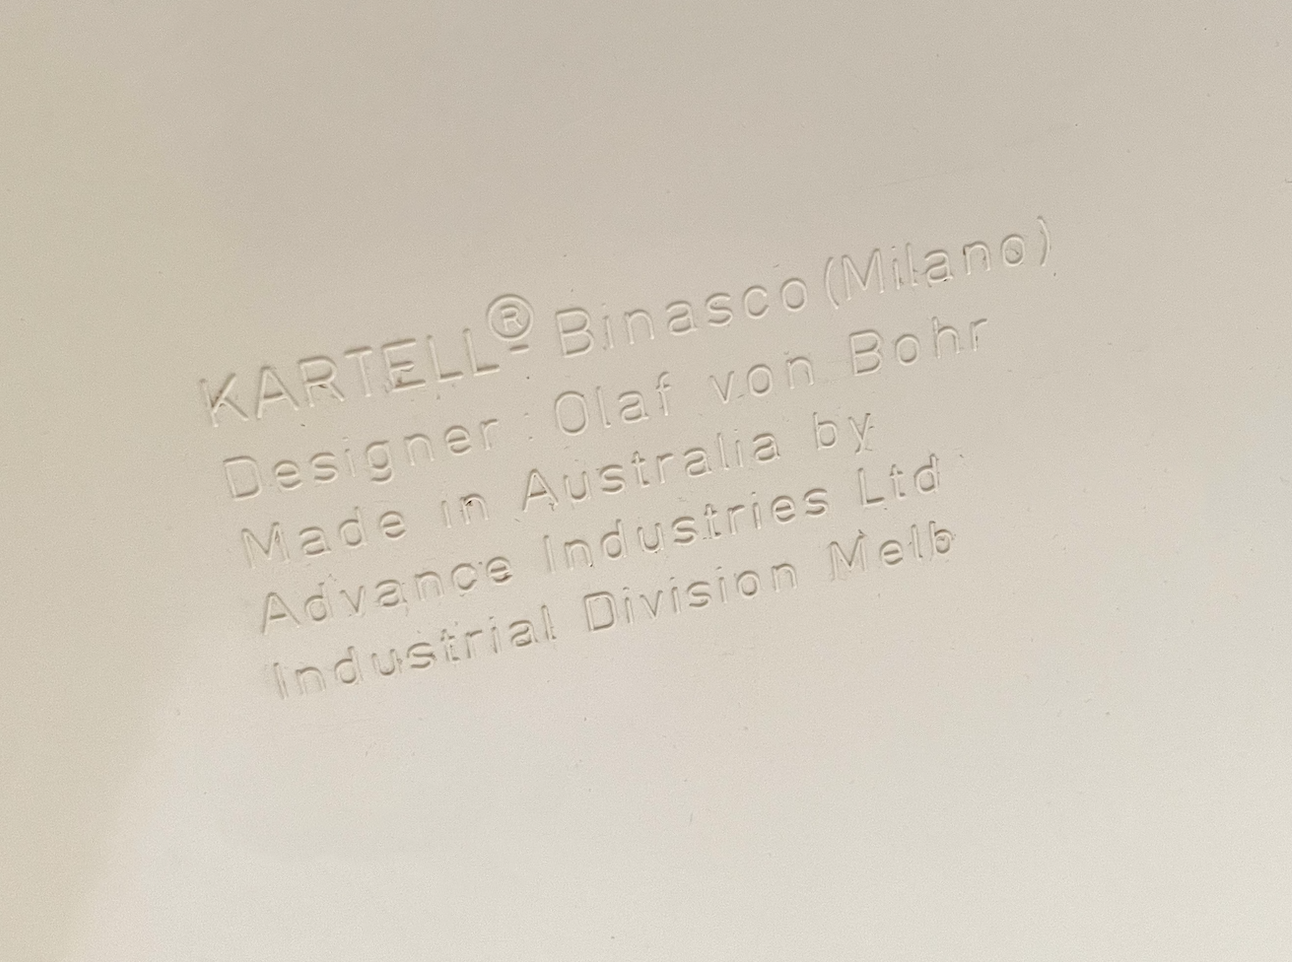 KARTELL® Binasco (Milano)
Designer : Olaf von Bohr
Made in Australia by
Advance Industries Ltd
Industrial Division Melb